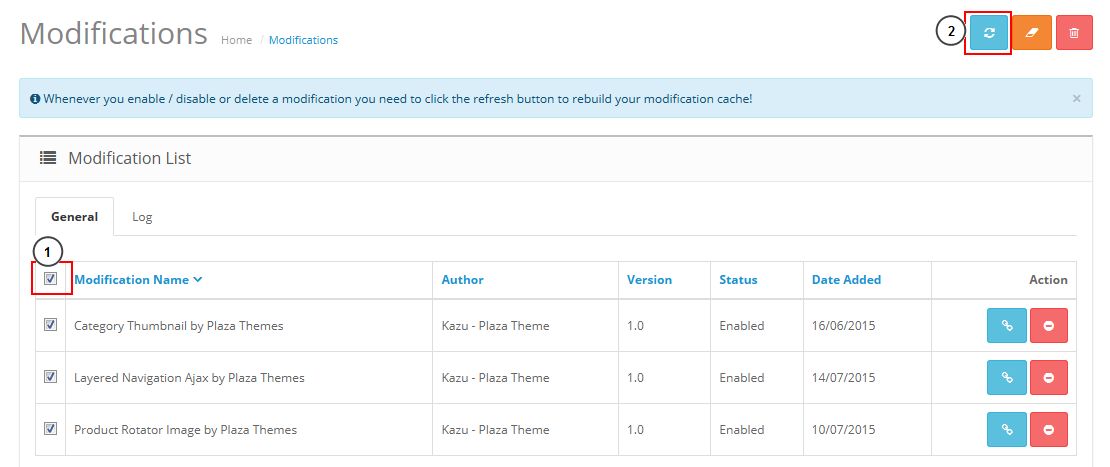 Modifications Home / Modifications
2
Whenever you enable / disable or delete a modification you need to click the refresh button to rebuild your modification cache! ×
Modification List
General Log
1
Modification Name Author Version Status Date Added Action
Category Thumbnail by Plaza Themes Kazu - Plaza Theme 1.0 Enabled 16/06/2015
Layered Navigation Ajax by Plaza Themes Kazu - Plaza Theme 1.0 Enabled 14/07/2015
Product Rotator Image by Plaza Themes Kazu - Plaza Theme 1.0 Enabled 10/07/2015